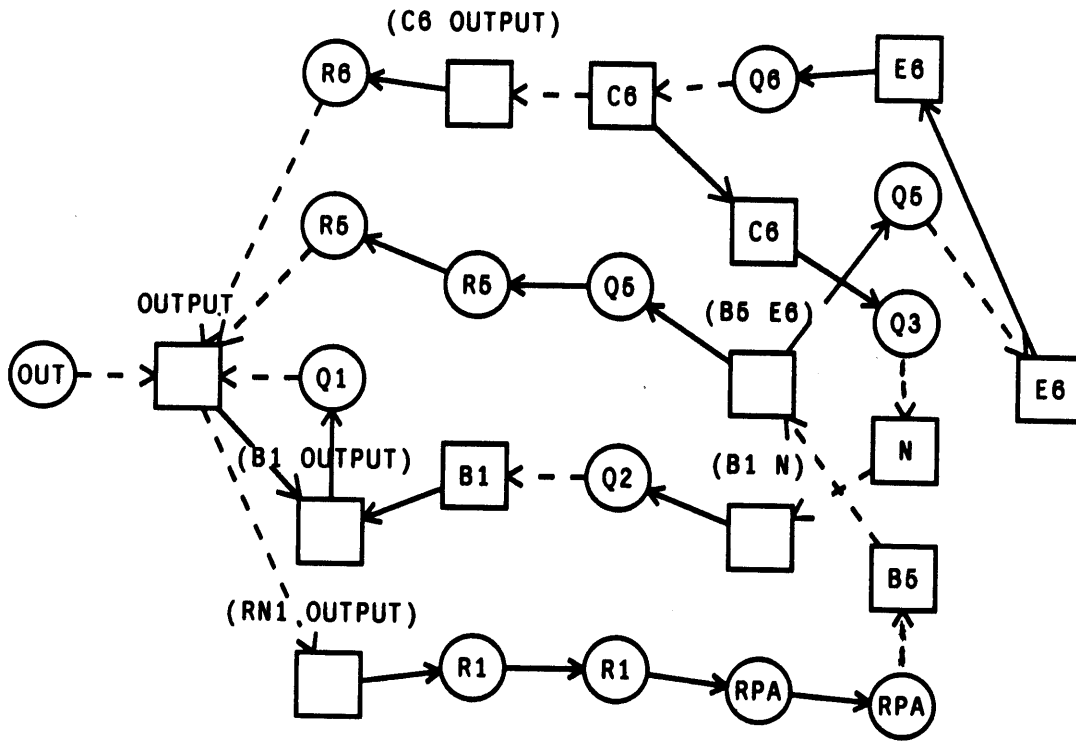 (C6 OUTPUT)
R6
C6
Q6
E6
Q5
R5
C6
R5
Q5
(B5 E6)
Q3
OUTPUT
OUT
Q1
E6
(B1 OUTPUT)
B1
Q2
(B1 N)
N
B5
(RN1 OUTPUT)
R1
R1
RPA
RPA